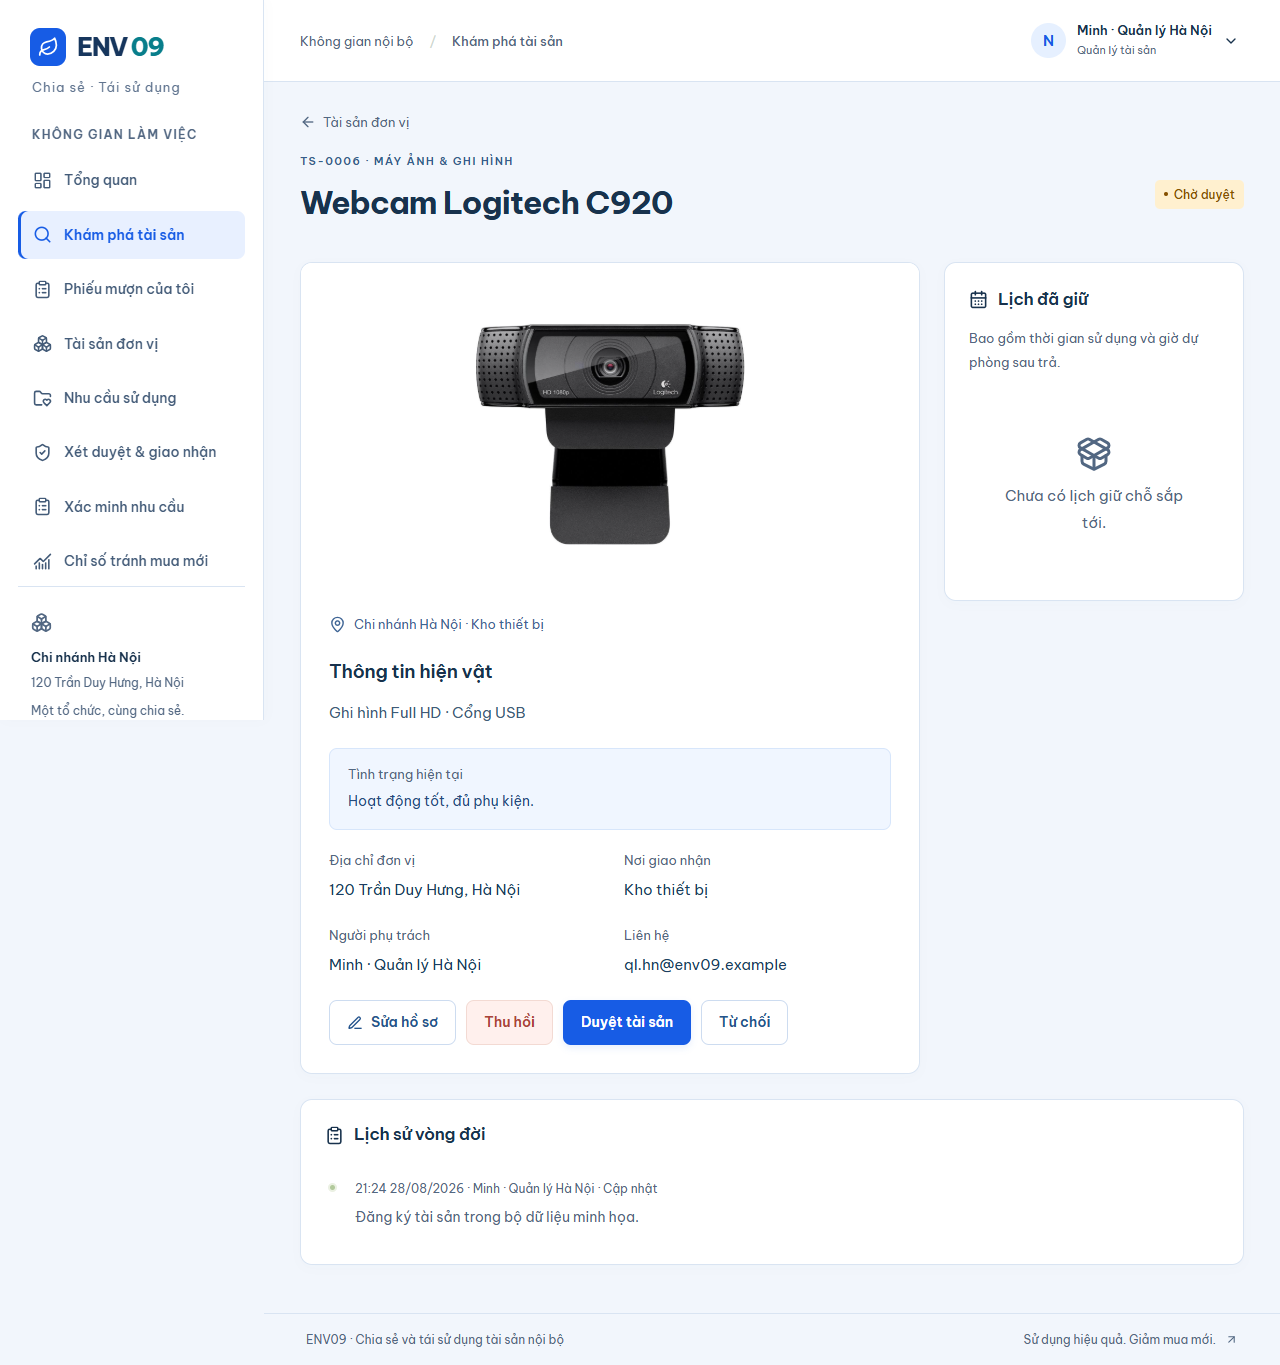 ENV 09
Chia sẻ · Tái sử dụng
KHÔNG GIAN LÀM VIỆC
Tổng quan
Khám phá tài sản
Phiếu mượn của tôi
Tài sản đơn vị
Nhu cầu sử dụng
Xét duyệt & giao nhận
Xác minh nhu cầu
Chỉ số tránh mua mới
Chi nhánh Hà Nội
120 Trần Duy Hưng, Hà Nội
Một tổ chức, cùng chia sẻ.
Không gian nội bộ / Khám phá tài sản
N
Minh · Quản lý Hà Nội
Quản lý tài sản
Tài sản đơn vị
TS-0006 · MÁY ẢNH & GHI HÌNH
Webcam Logitech C920
Chờ duyệt
HD 1080p
Logitech
Chi nhánh Hà Nội · Kho thiết bị
Thông tin hiện vật
Ghi hình Full HD · Cổng USB
Tình trạng hiện tại
Hoạt động tốt, đủ phụ kiện.
Địa chỉ đơn vị
120 Trần Duy Hưng, Hà Nội
Nơi giao nhận
Kho thiết bị
Người phụ trách
Minh · Quản lý Hà Nội
Liên hệ
ql.hn@env09.example
Sửa hồ sơ
Thu hồi
Duyệt tài sản
Từ chối
Lịch đã giữ
Bao gồm thời gian sử dụng và giờ dự
phòng sau trả.
Chưa có lịch giữ chỗ sắp
tới.
Lịch sử vòng đời
21:24 28/08/2026 · Minh · Quản lý Hà Nội · Cập nhật
Đăng ký tài sản trong bộ dữ liệu minh họa.
ENV09 · Chia sẻ và tái sử dụng tài sản nội bộ
Sử dụng hiệu quả. Giảm mua mới.